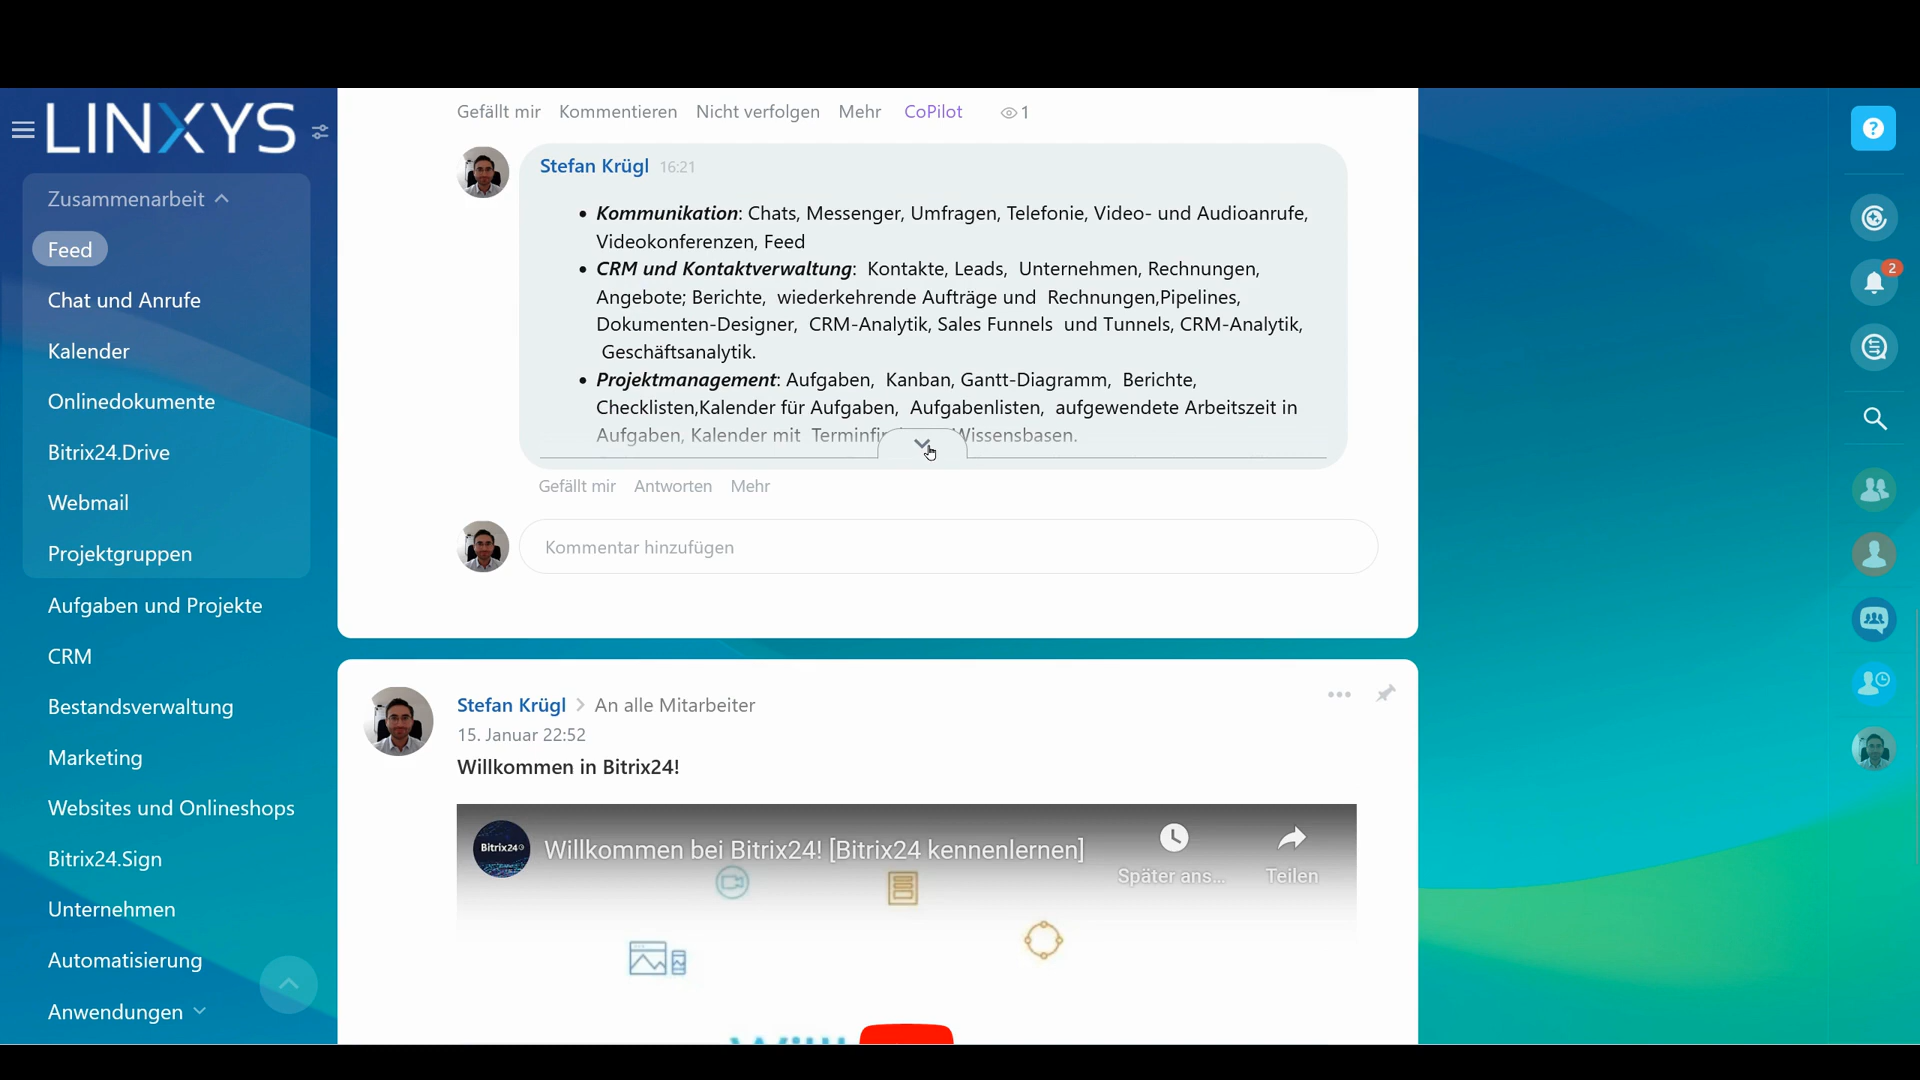 LINXYS
Zusammenarbeit
Feed
Chat und Anrufe
Kalender
Onlinedokumente
Bitrix24.Drive
Webmail
Projektgruppen
Aufgaben und Projekte
CRM
Bestandsverwaltung
Marketing
Websites und Onlineshops
Bitrix24.Sign
Unternehmen
Automatisierung
Anwendungen
Gefällt mir Kommentieren Nicht verfolgen Mehr CoPilot 1
Stefan Krügl 16:21
• Kommunikation: Chats, Messenger, Umfragen, Telefonie, Video- und Audioanrufe,
Videokonferenzen, Feed
• CRM und Kontaktverwaltung: Kontakte, Leads, Unternehmen, Rechnungen,
Angebote; Berichte, wiederkehrende Aufträge und Rechnungen,Pipelines,
Dokumenten-Designer, CRM-Analytik, Sales Funnels und Tunnels, CRM-Analytik,
Geschäftsanalytik.
• Projektmanagement: Aufgaben, Kanban, Gantt-Diagramm, Berichte,
Checklisten,Kalender für Aufgaben, Aufgabenlisten, aufgewendete Arbeitszeit in
Aufgaben, Kalender mit Wissensbasen.
Gefällt mir Antworten Mehr
Kommentar hinzufügen
Stefan Krügl > An alle Mitarbeiter
15. Januar 22:52
Willkommen in Bitrix24!
Bitrix24
Willkommen bei Bitrix24! [Bitrix24 kennenlernen]
Später ans...
Teilen
?
2